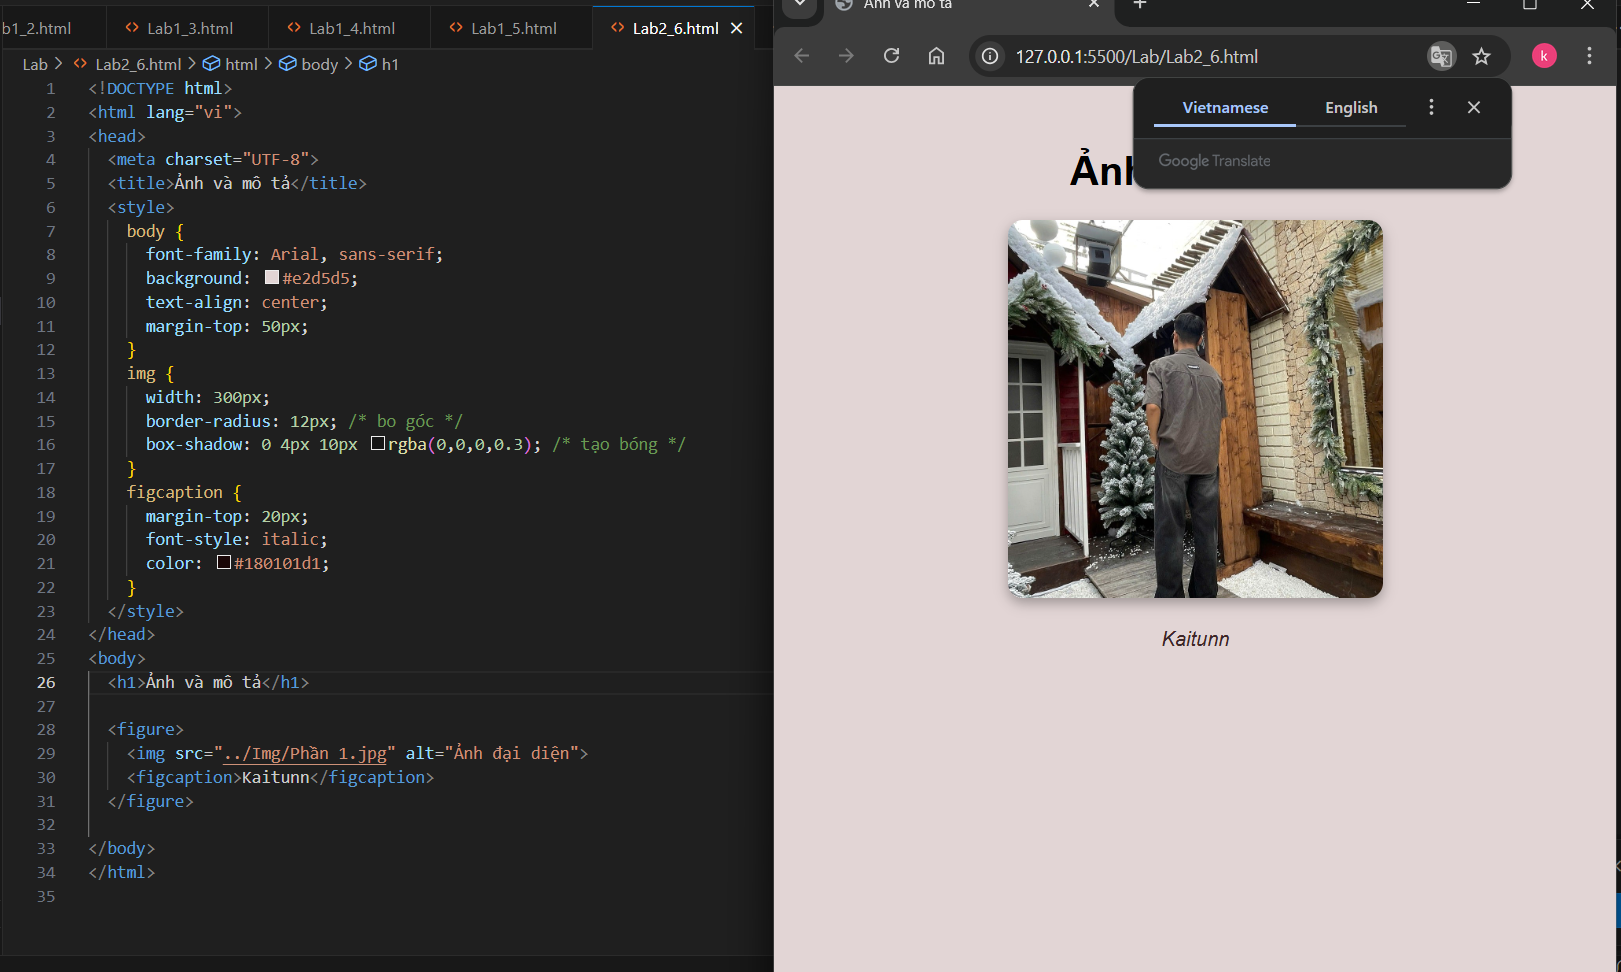 b1_2.html
Lab1_3.html
Lab1_4.html
Lab1_5.html
Lab2_6.html
Lab > Lab2_6.html > html > body > h1
1 <!DOCTYPE html>
2 <html lang="vi">
3 <head>
4 <meta charset="UTF-8">
5 <title>Ảnh và mô tả</title>
6 <style>
7 body {
8 font-family: Arial, sans-serif;
9 background: #e2d5d5;
10 text-align: center;
11 margin-top: 50px;
12 }
13 img {
14 width: 300px;
15 border-radius: 12px; /* bo góc */
16 box-shadow: 0 4px 10px rgba(0,0,0,0.3); /* tạo bóng */
17 }
18 figcaption {
19 margin-top: 20px;
20 font-style: italic;
21 color: #180101d1;
22 }
23 </style>
24 </head>
25 <body>
26 <h1>Ảnh và mô tả</h1>
27
28 <figure>
29 <img src="../Img/Phần 1.jpg" alt="Ảnh đại diện">
30 <figcaption>Kaitunn</figcaption>
31 </figure>
32
33 </body>
34 </html>
35
Ảnh và mô tả
127.0.0.1:5500/Lab/Lab2_6.html
k
Vietnamese
English
Google Translate
Ảnh
Kaitunn